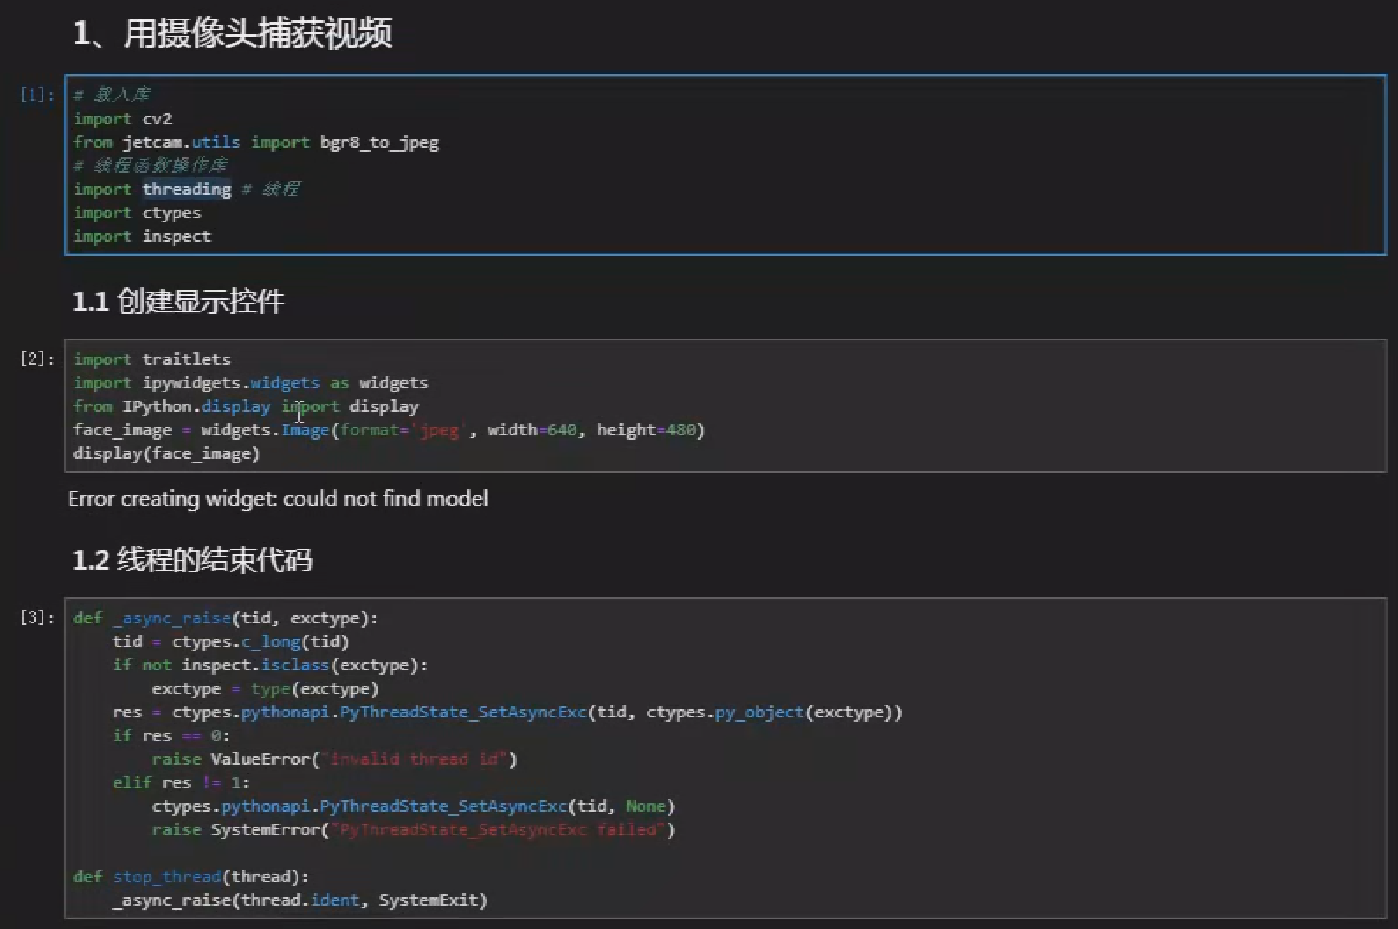 1、用摄像头捕获视频
[1]:
# 载入库
import cv2
from jetcam.utils import bgr8_to_jpeg
# 线程函数操作库
import threading # 线程
import ctypes
import inspect
1.1 创建显示控件
[2]:
import traitlets
import ipywidgets.widgets as widgets
from IPython.display import display
face_image = widgets.Image(format='jpeg', width=640, height=480)
display(face_image)
Error creating widget: could not find model
1.2 线程的结束代码
[3]:
def _async_raise(tid, exctype):
    tid = ctypes.c_long(tid)
    if not inspect.isclass(exctype):
        exctype = type(exctype)
    res = ctypes.pythonapi.PyThreadState_SetAsyncExc(tid, ctypes.py_object(exctype))
    if res == 0:
        raise ValueError("invalid thread id")
    elif res != 1:
        ctypes.pythonapi.PyThreadState_SetAsyncExc(tid, None)
        raise SystemError("PyThreadState_SetAsyncExc failed")
def stop_thread(thread):
    _async_raise(thread.ident, SystemExit)